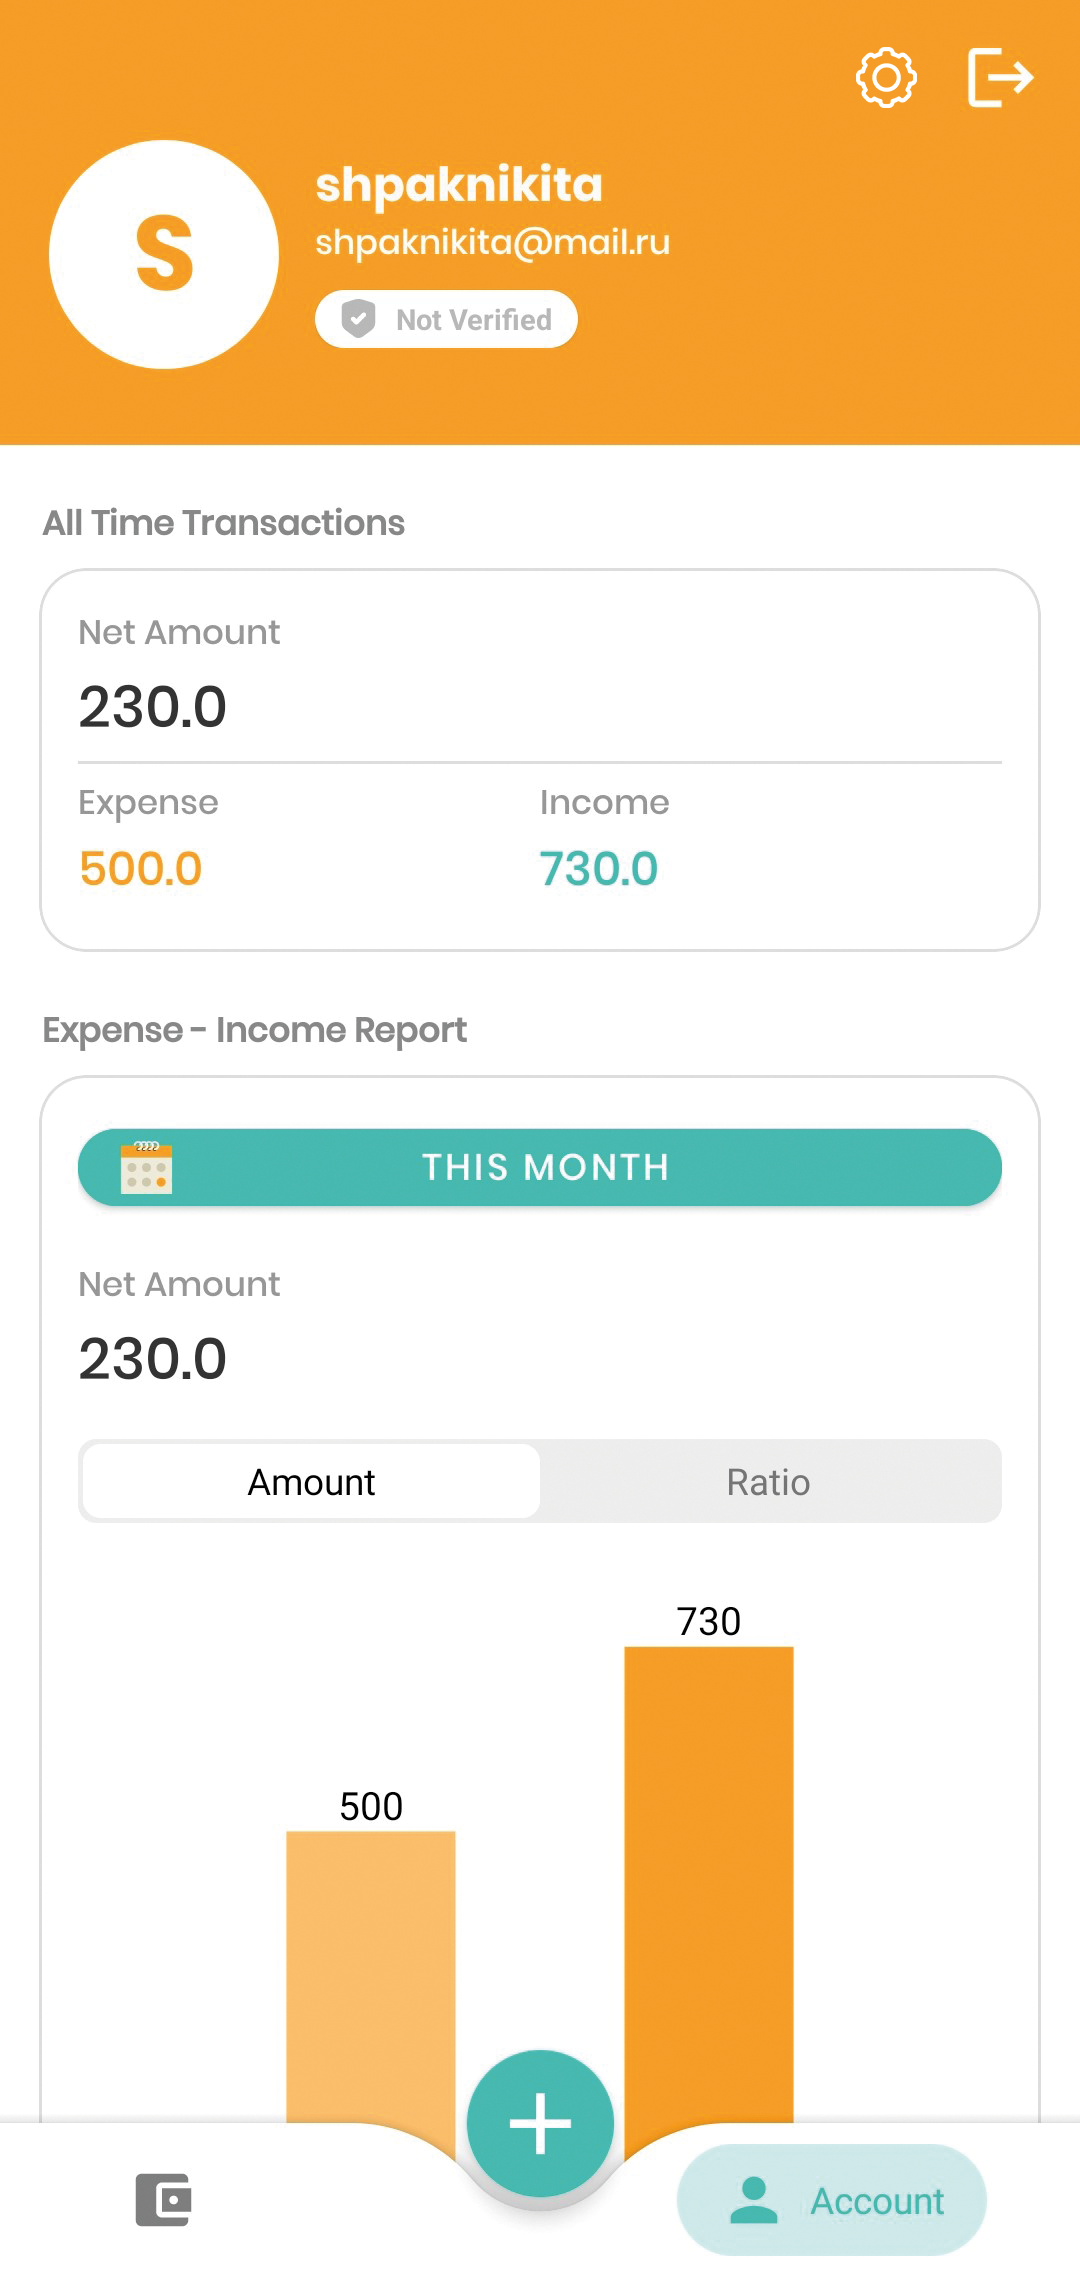 S
shpaknikita
shpaknikita@mail.ru
Not Verified
All Time Transactions
Net Amount
230.0
Expense
Income
500.0
730.0
Expense - Income Report
THIS MONTH
Net Amount
230.0
Amount
Ratio
730
500
Account